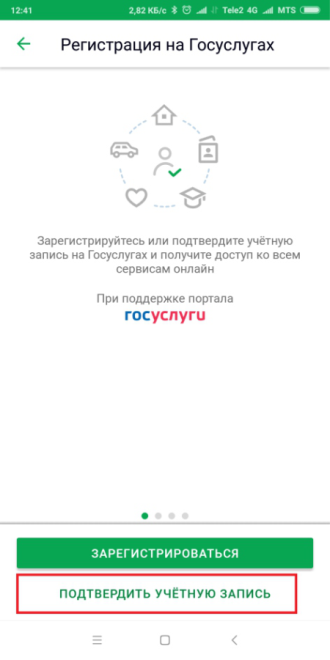 12:41 2,82 КБ/с Tele2 4G MTS
Регистрация на Госуслугах
Зарегистрируйтесь или подтвердите учётную
запись на Госуслугах и получите доступ ко всем
сервисам онлайн
При поддержке портала
госуслуги
ЗАРЕГИСТРИРОВАТЬСЯ
ПОДТВЕРДИТЬ УЧЁТНУЮ ЗАПИСЬ